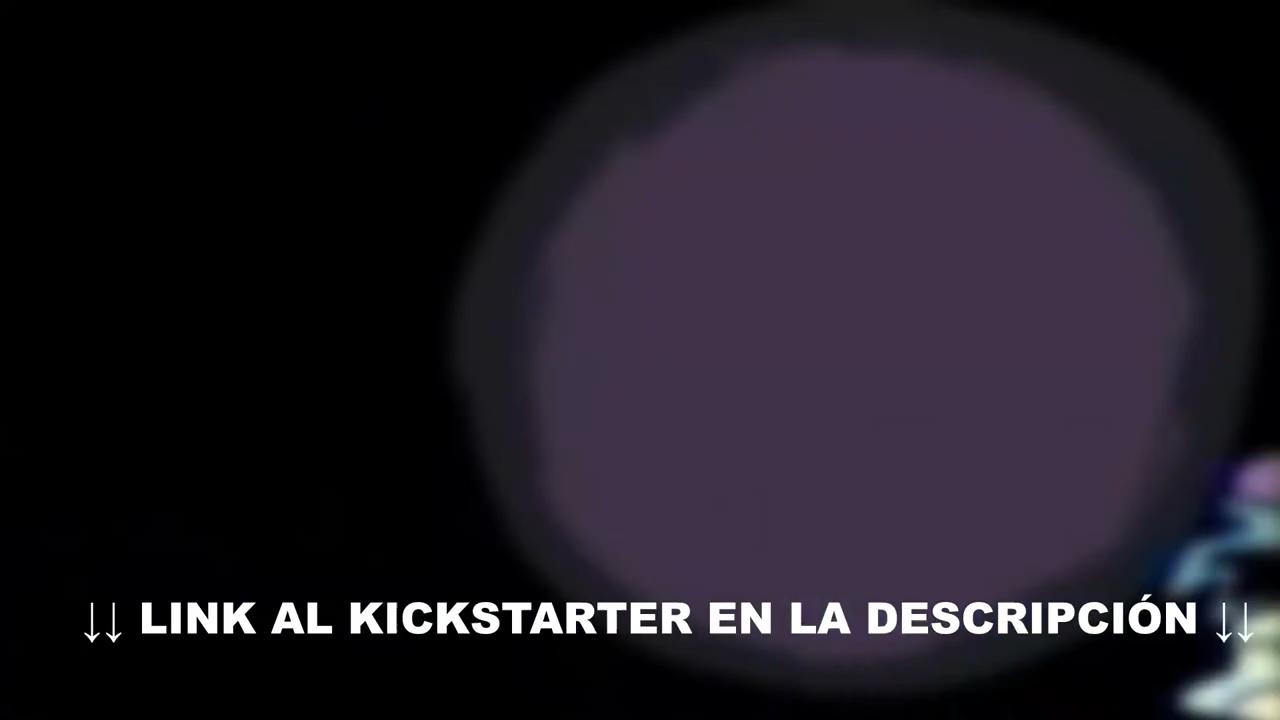 ↓↓ LINK AL KICKSTARTER EN LA DESCRIPCIÓN ↓↓